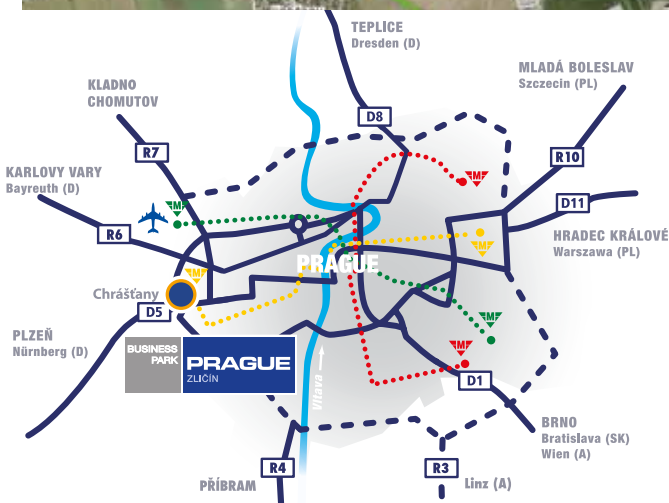 TEPLICE
Dresden (D)
D8
MLADÁ BOLESLAV
Szczecin (PL)
KLADNO
CHOMUTOV
R7
R10
KARLOVY VARY
Bayreuth (D)
M
M
D11
R6
M
HRADEC KRÁLOVÉ
Warszawa (PL)
PRAGUE
M
Chrášťany
D5
M
PLZEŇ
Nürnberg (D)
BUSINESS
PARK
PRAGUE
ZLIČÍN
M
Vltava
D1
BRNO
Bratislava (SK)
Wien (A)
R4
R3
PŘÍBRAM
Linz (A)